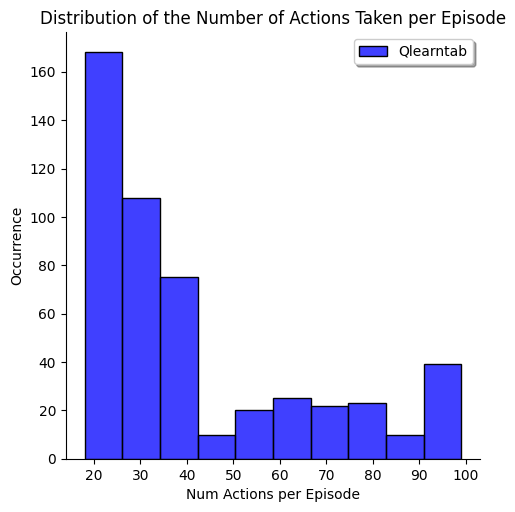 Distribution of the Number of Actions Taken per Episode
Qlearntab
160
140
120
100
80
60
40
20
0
Occurrence
20 30 40 50 60 70 80 90 100
Num Actions per Episode